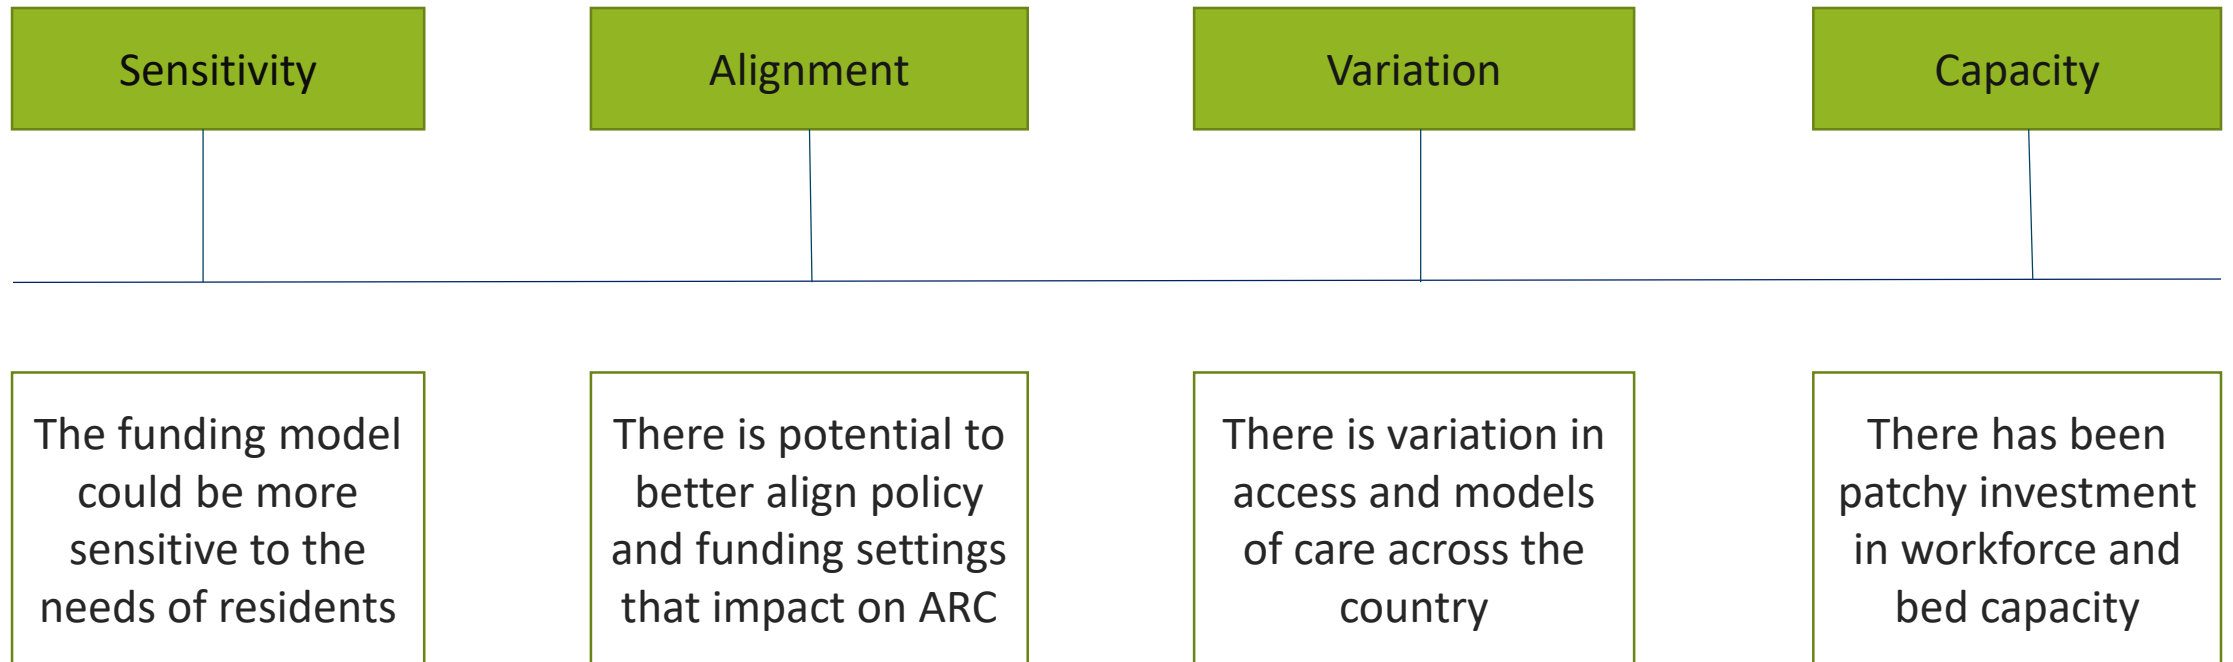 Sensitivity
Alignment
Variation
Capacity
The funding model
could be more
sensitive to the
needs of residents
There is potential to
better align policy
and funding settings
that impact on ARC
There is variation in
access and models
of care across the
country
There has been
patchy investment
in workforce and
bed capacity